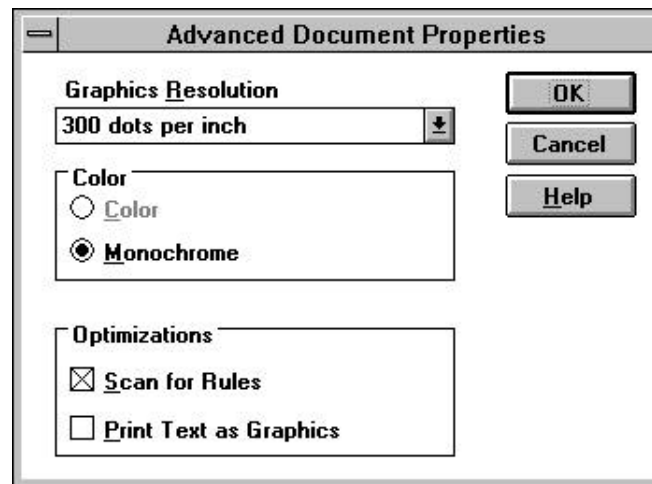 Advanced Document Properties
Graphics Resolution
300 dots per inch
OK
Cancel
Help
Color
Color
Monochrome
Optimizations
Scan for Rules
Print Text as Graphics